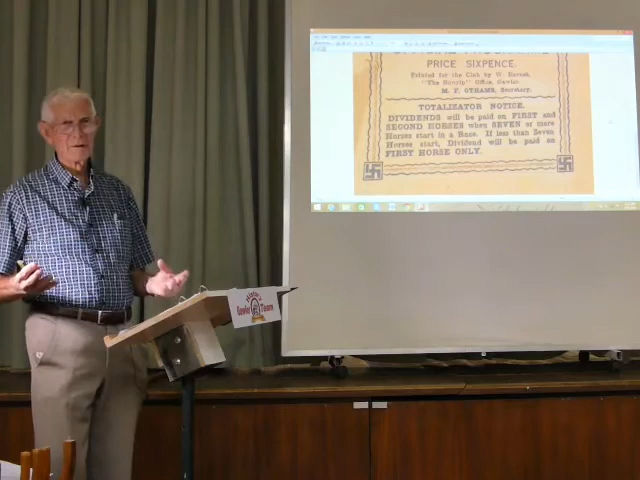 PRICE SIXPENCE.
Printed for the Club by W. Barnet,
"The Bunyip" Office, Gawler
M. F. OTHAMS, Secretary.
TOTALIZATOR NOTICE.
DIVIDENDS will be paid on FIRST and
SECOND HORSES when SEVEN or more
Horses start in a Race. If less than Seven
Horses start, Dividend will be paid on
FIRST HORSE ONLY.
Gawler
Team